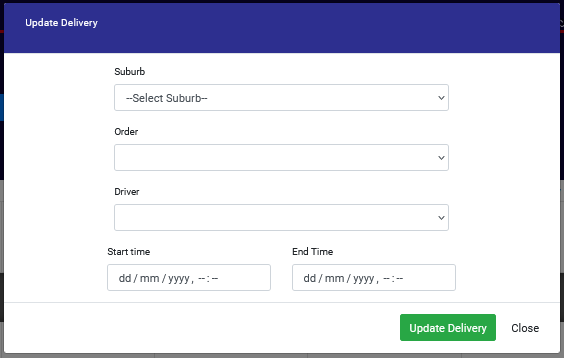 Update Delivery
Suburb
--Select Suburb--
Order
Driver
Start time End Time
dd / mm / yyyy , -- : -- dd / mm / yyyy , -- : --
Update Delivery Close